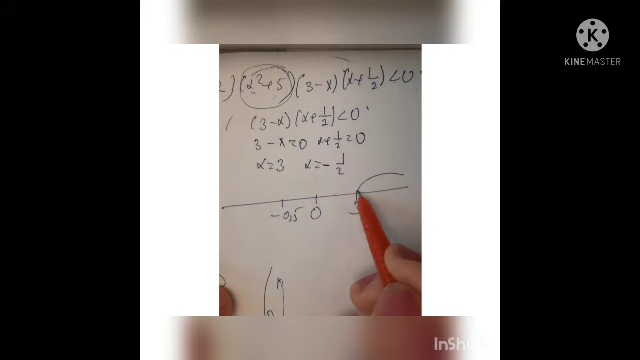 2) (x²+5) (3-x) (x+1/2) <0
(3-x) (x+1/2) <0
3-x=0 x+1/2=0
x=3 x=-1/2
-0,5 0
KINEMASTER
InShot